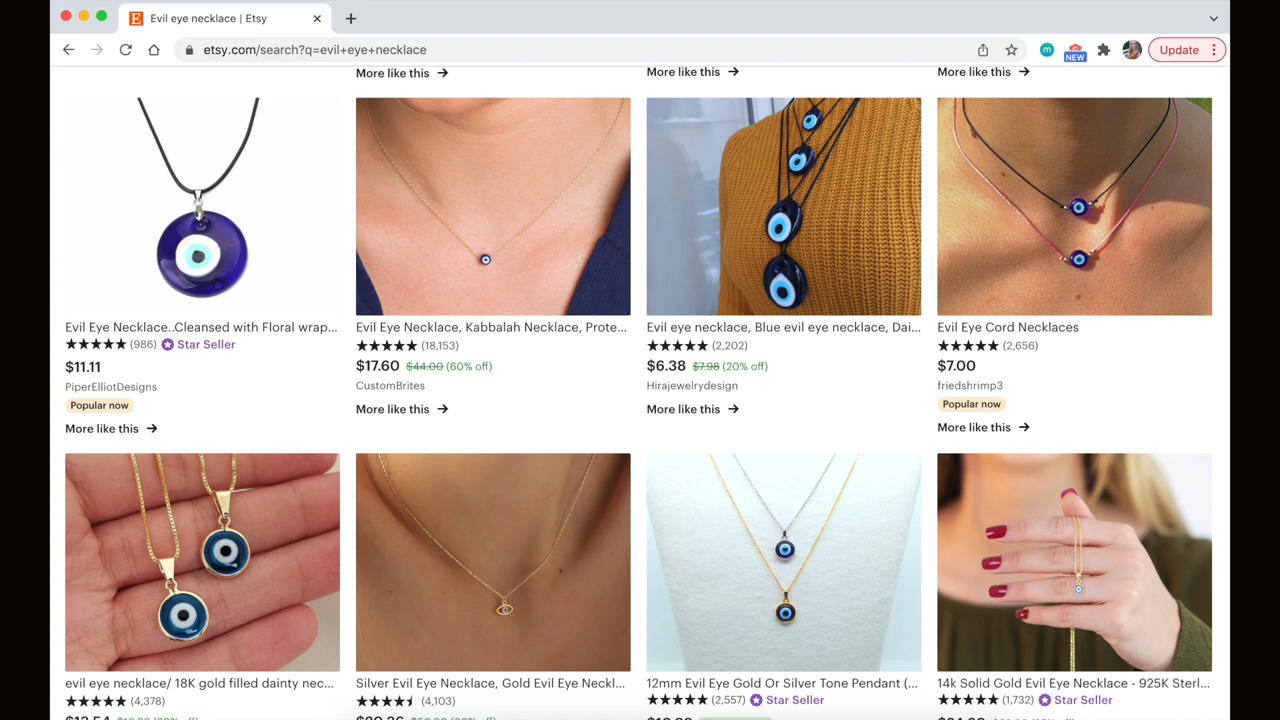 Evil eye necklace | Etsy
etsy.com/search?q=evil+eye+necklace
NEW
Update
More like this →
More like this →
More like this →
Evil Eye Necklace..Cleansed with Floral wrap...
(986) Star Seller
$11.11
PiperElliotDesigns
Popular now
More like this →
Evil Eye Necklace, Kabbalah Necklace, Prote...
(18,153)
$17.60 $44.00 (60% off)
CustomBrites
More like this →
Evil eye necklace, Blue evil eye necklace, Dai...
(2,202)
$6.38 $7.98 (20% off)
Hirajewelrydesign
More like this →
Evil Eye Cord Necklaces
(2,656)
$7.00
friedshrimp3
Popular now
More like this →
evil eye necklace/ 18K gold filled dainty nec...
(4,378)
Silver Evil Eye Necklace, Gold Evil Eye Neckl...
(4,103)
12mm Evil Eye Gold Or Silver Tone Pendant (...
(2,557) Star Seller
14k Solid Gold Evil Eye Necklace - 925K Sterl...
(1,732) Star Seller